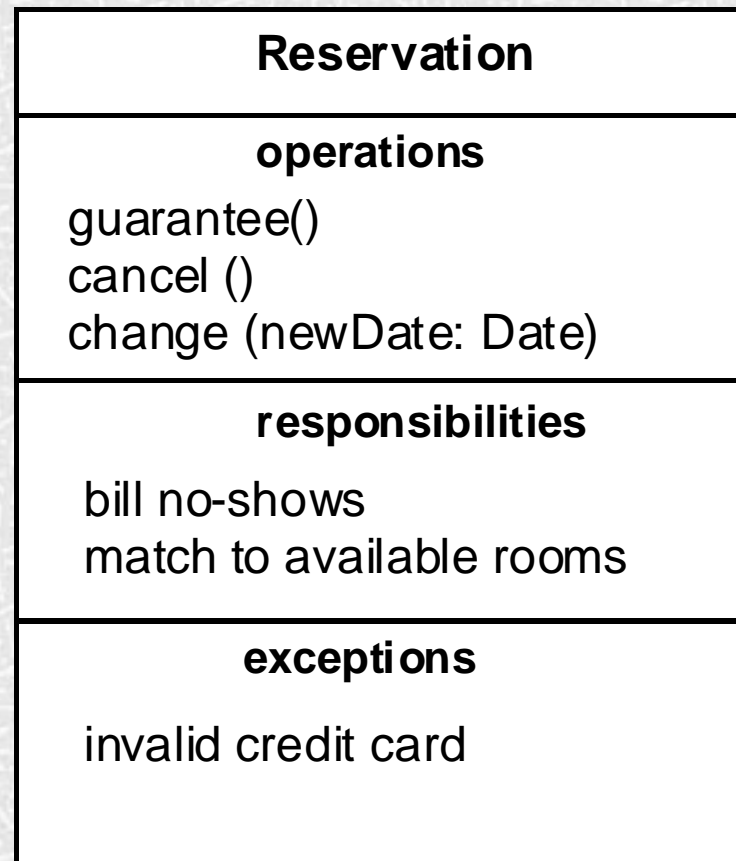 Reservation
operations
guarantee()
cancel ()
change (newDate: Date)
responsibilities
bill no-shows
match to available rooms
exceptions
invalid credit card